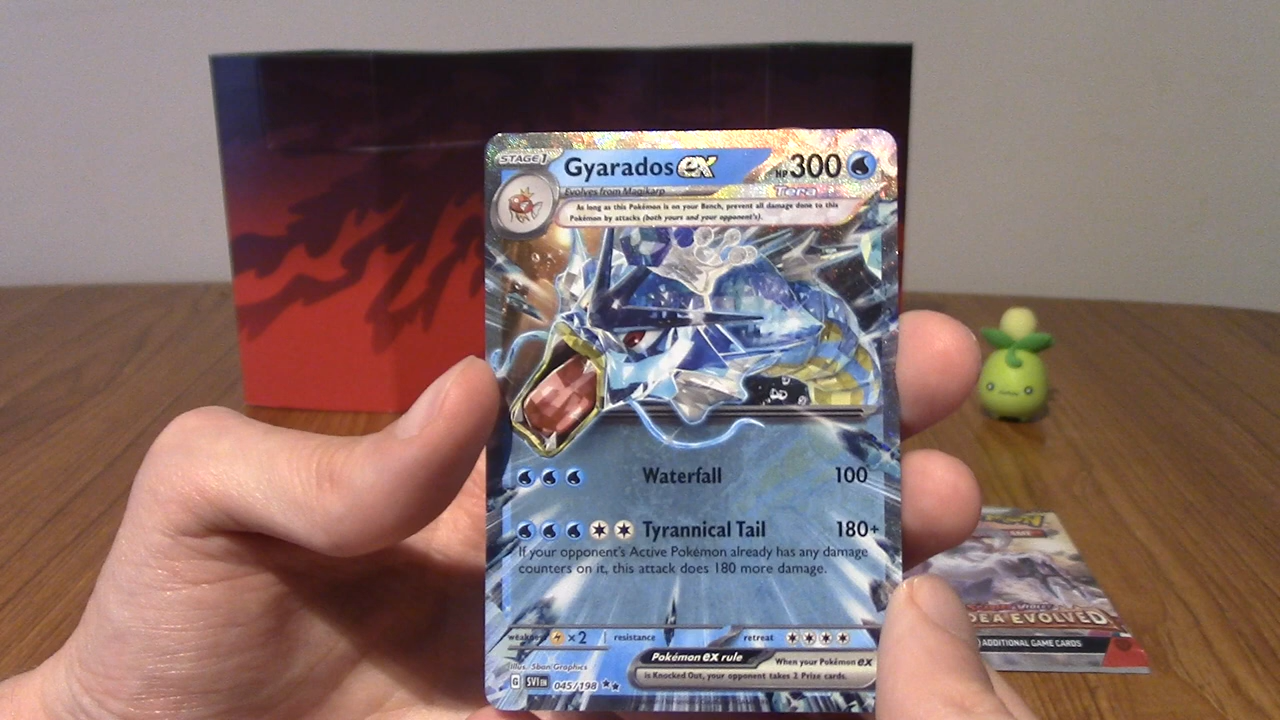 STAGE 1 Gyarados ex HP 300
Evolves from Magikarp Tera
As long as this Pokémon is on your Bench, prevent all damage done to this
Pokémon by attacks (both yours and your opponent's).
Waterfall 100
Tyrannical Tail 180+
If your opponent's Active Pokémon already has any damage
counters on it, this attack does 180 more damage.
weakness ×2 resistance retreat
Illus. 5ban Graphics
Pokémon ex rule When your Pokémon ex
is Knocked Out, your opponent takes 2 Prize cards.
G SVI EN 045/198
DEA EVOLVED
ADDITIONAL GAME CARDS